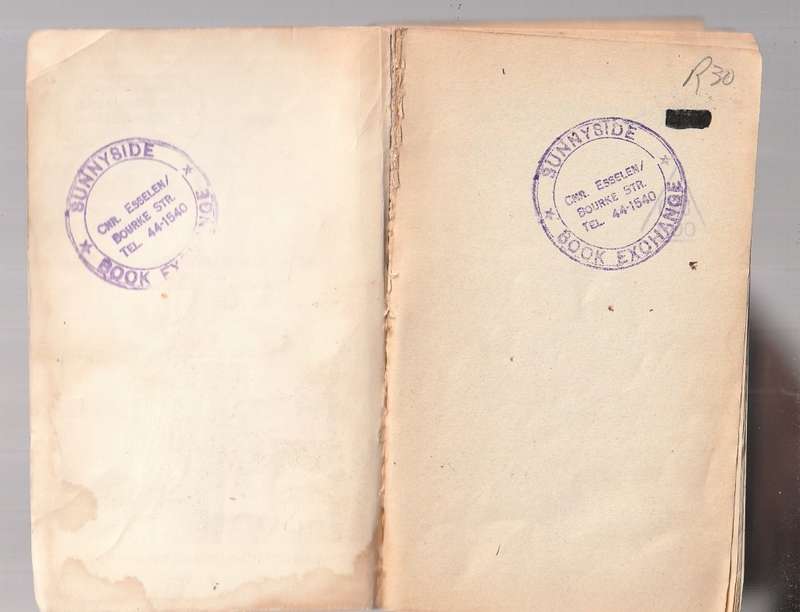 SUNNYSIDE
CNR. ESSELEN/
BOURKE STR.
TEL. 44-1540
BOOK
R30
SUNNYSIDE
CNR. ESSELEN/
BOURKE STR.
TEL. 44-1540
BOOK EXCHANGE